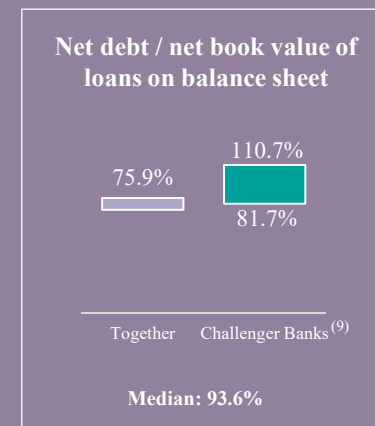 Net debt / net book value of
loans on balance sheet
110.7%
75.9%
81.7%
Together Challenger Banks (9)
Median: 93.6%